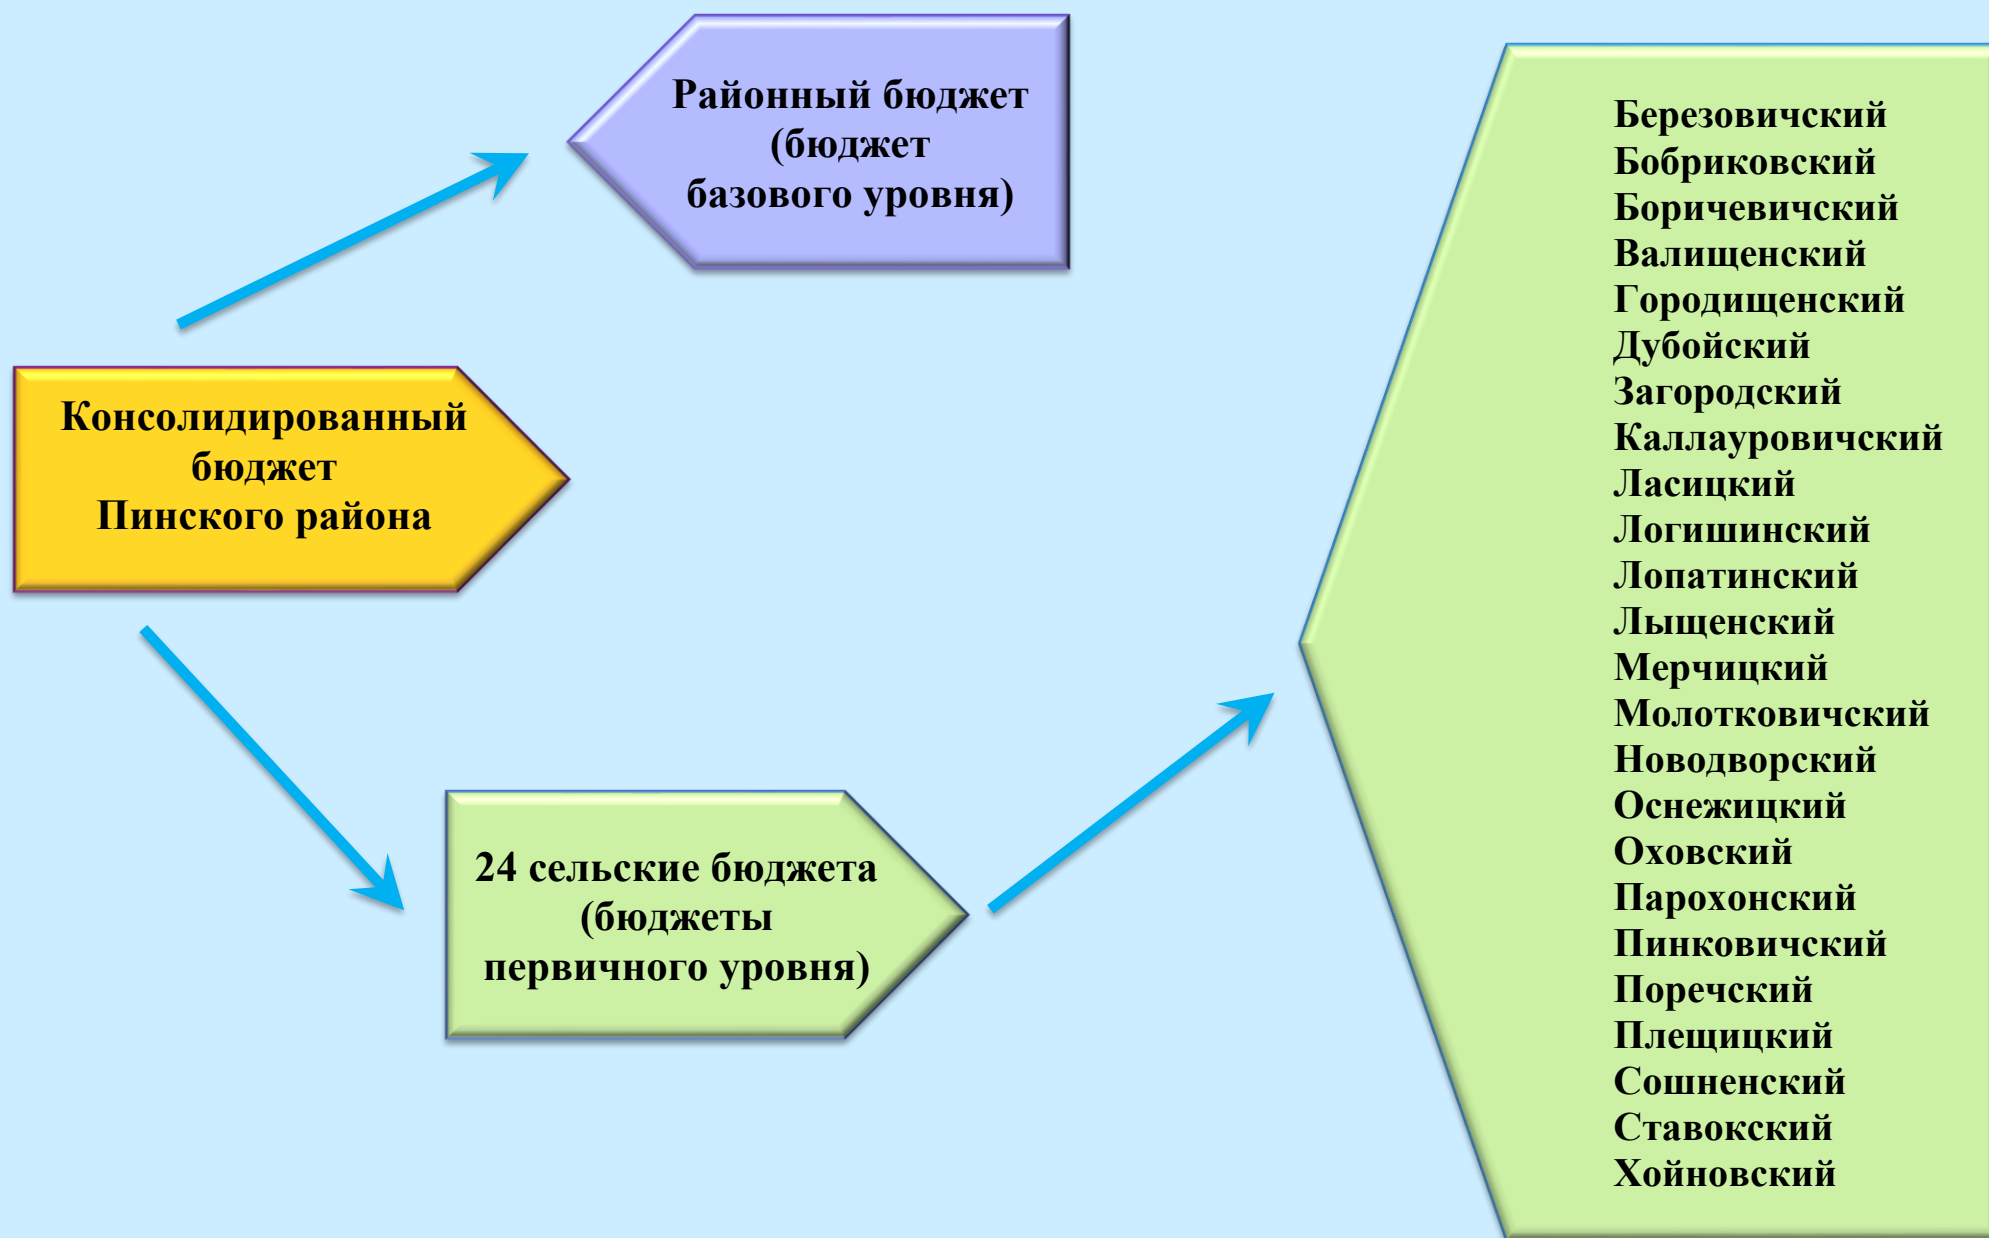 Районный бюджет
(бюджет
базового уровня)
Консолидированный
бюджет
Пинского района
24 сельские бюджета
(бюджеты
первичного уровня)
Березовичский
Бобриковский
Боричевичский
Валищенский
Городищенский
Дубойский
Загородский
Каллауровичский
Ласицкий
Логишинский
Лопатинский
Лыщенский
Мерчицкий
Молотковичский
Новодворский
Оснежицкий
Оховский
Парохонский
Пинковичский
Поречский
Плещицкий
Сошненский
Ставокский
Хойновский